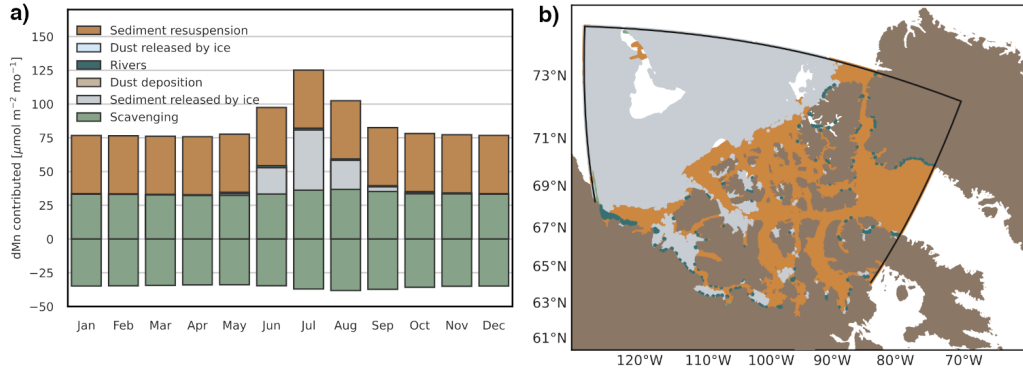 a)
150
125
100
75
50
25
0
−25
−50
dMn contributed [μmol m⁻² mo⁻¹]
Sediment resuspension
Dust released by ice
Rivers
Dust deposition
Sediment released by ice
Scavenging
Jan Feb Mar Apr May Jun Jul Aug Sep Oct Nov Dec
b)
73°N
71°N
69°N
67°N
65°N
63°N
61°N
120°W 110°W 100°W 90°W 80°W 70°W